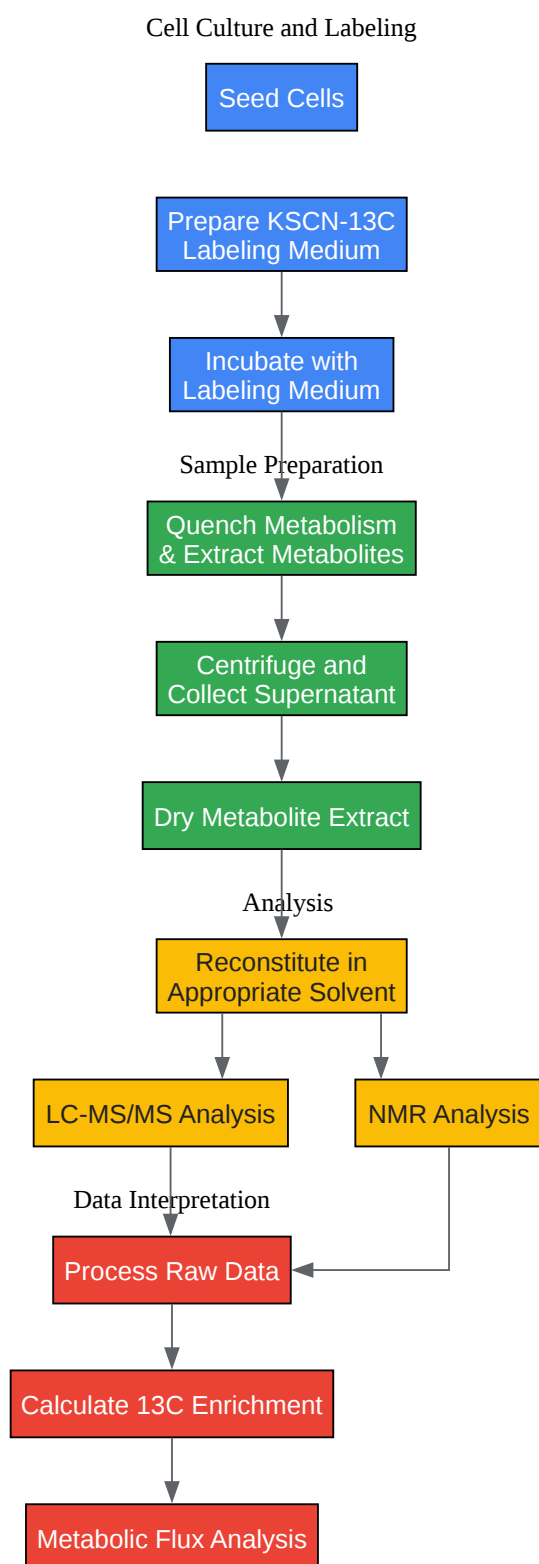 Cell Culture and Labeling
Seed Cells
Prepare KSCN-13C
Labeling Medium
Incubate with
Labeling Medium
Sample Preparation
Quench Metabolism
& Extract Metabolites
Centrifuge and
Collect Supernatant
Dry Metabolite Extract
Analysis
Reconstitute in
Appropriate Solvent
LC-MS/MS Analysis
NMR Analysis
Data Interpretation
Process Raw Data
Calculate 13C Enrichment
Metabolic Flux Analysis